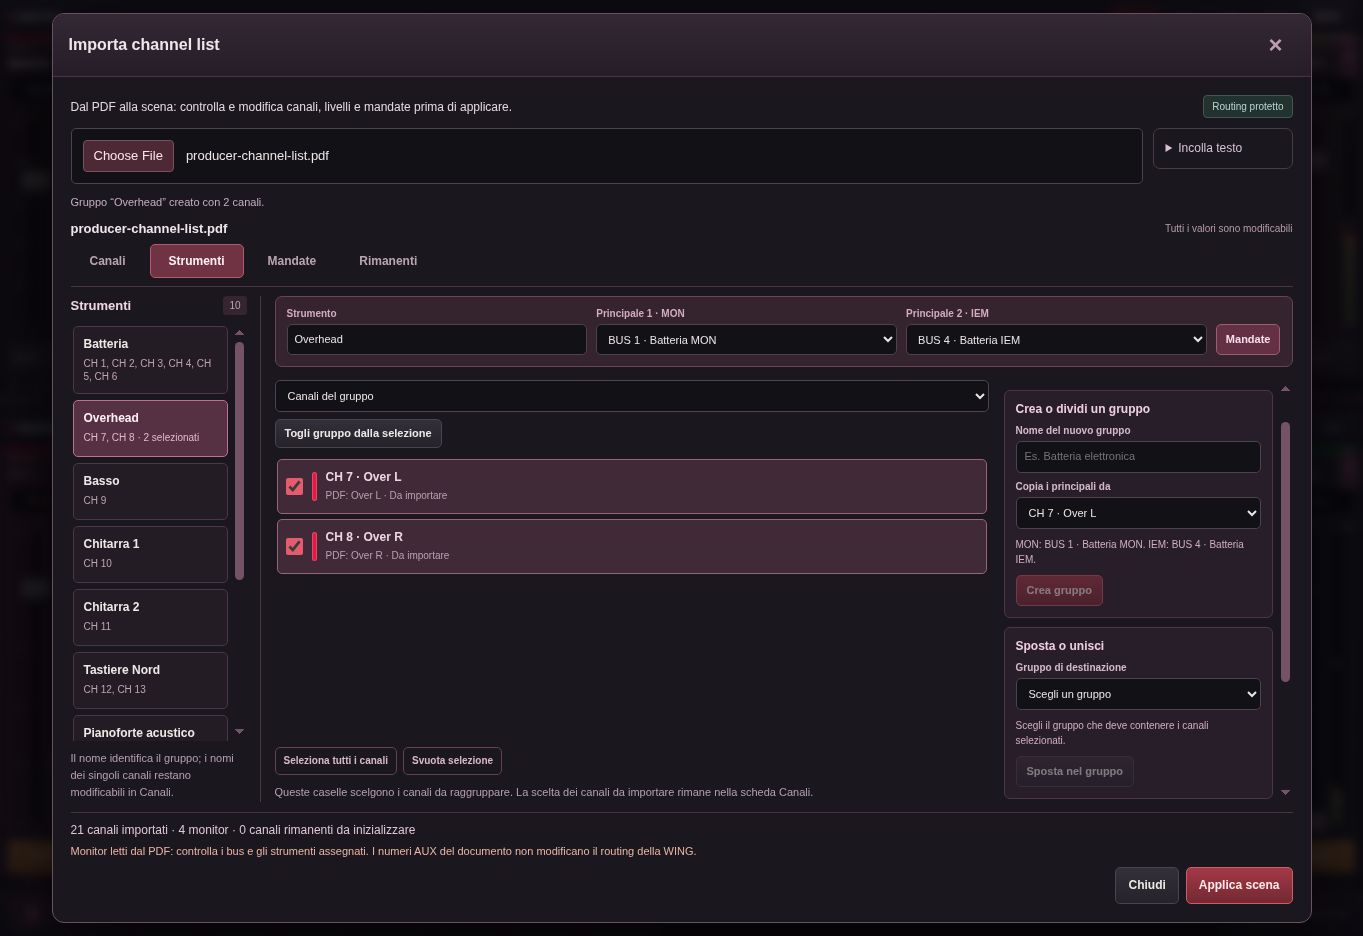 Importa channel list
×
Dal PDF alla scena: controlla e modifica canali, livelli e mandate prima di applicare.
Routing protetto
Choose File
producer-channel-list.pdf
Incolla testo
Gruppo “Overhead” creato con 2 canali.
producer-channel-list.pdf
Tutti i valori sono modificabili
Canali
Strumenti
Mandate
Rimanenti
Strumenti
10
Batteria
CH 1, CH 2, CH 3, CH 4, CH
5, CH 6
Overhead
CH 7, CH 8 · 2 selezionati
Basso
CH 9
Chitarra 1
CH 10
Chitarra 2
CH 11
Tastiere Nord
CH 12, CH 13
Pianoforte acustico
Il nome identifica il gruppo; i nomi
dei singoli canali restano
modificabili in Canali.
Strumento
Overhead
Principale 1 · MON
BUS 1 · Batteria MON
Principale 2 · IEM
BUS 4 · Batteria IEM
Mandate
Canali del gruppo
Togli gruppo dalla selezione
CH 7 · Over L
PDF: Over L · Da importare
CH 8 · Over R
PDF: Over R · Da importare
Seleziona tutti i canali
Svuota selezione
Queste caselle scelgono i canali da raggruppare. La scelta dei canali da importare rimane nella scheda Canali.
Crea o dividi un gruppo
Nome del nuovo gruppo
Es. Batteria elettronica
Copia i principali da
CH 7 · Over L
MON: BUS 1 · Batteria MON. IEM: BUS 4 · Batteria
IEM.
Crea gruppo
Sposta o unisci
Gruppo di destinazione
Scegli un gruppo
Scegli il gruppo che deve contenere i canali
selezionati.
Sposta nel gruppo
21 canali importati · 4 monitor · 0 canali rimanenti da inizializzare
Monitor letti dal PDF: controlla i bus e gli strumenti assegnati. I numeri AUX del documento non modificano il routing della WING.
Chiudi
Applica scena